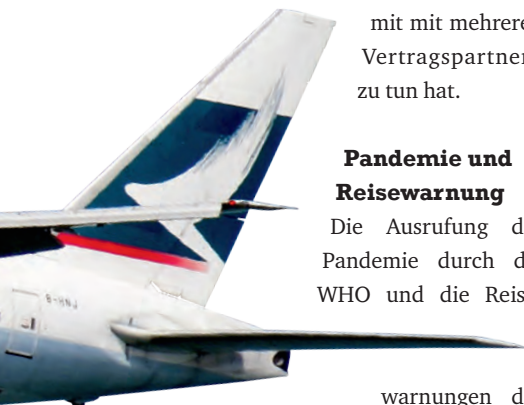 mit mit mehrere
Vertragspartner
zu tun hat.
Pandemie und
Reisewarnung
Die Ausrufung d
Pandemie durch d
WHO und die Reis
warnungen d
B-HNJ